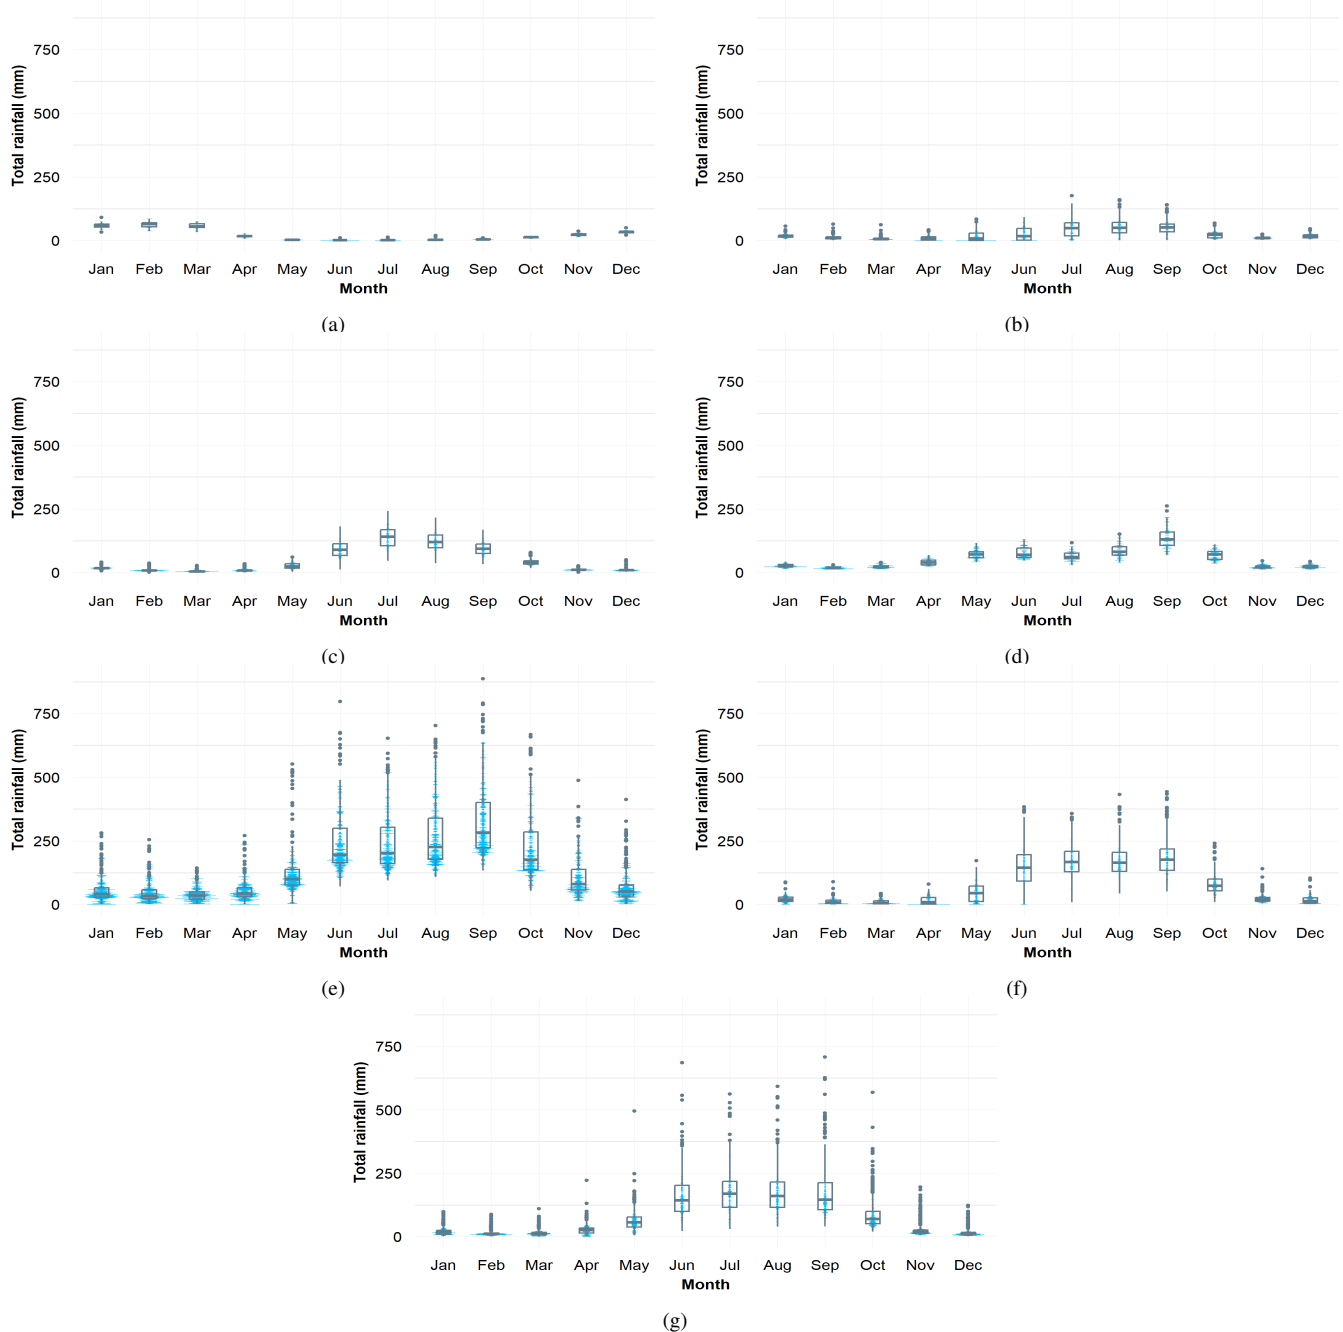 Total rainfall (mm)
750
500
250
0
Jan Feb Mar Apr May Jun Jul Aug Sep Oct Nov Dec
Month
(a)
Total rainfall (mm)
750
500
250
0
Jan Feb Mar Apr May Jun Jul Aug Sep Oct Nov Dec
Month
(b)
Total rainfall (mm)
750
500
250
0
Jan Feb Mar Apr May Jun Jul Aug Sep Oct Nov Dec
Month
(c)
Total rainfall (mm)
750
500
250
0
Jan Feb Mar Apr May Jun Jul Aug Sep Oct Nov Dec
Month
(d)
Total rainfall (mm)
750
500
250
0
Jan Feb Mar Apr May Jun Jul Aug Sep Oct Nov Dec
Month
(e)
Total rainfall (mm)
750
500
250
0
Jan Feb Mar Apr May Jun Jul Aug Sep Oct Nov Dec
Month
(f)
Total rainfall (mm)
750
500
250
0
Jan Feb Mar Apr May Jun Jul Aug Sep Oct Nov Dec
Month
(g)